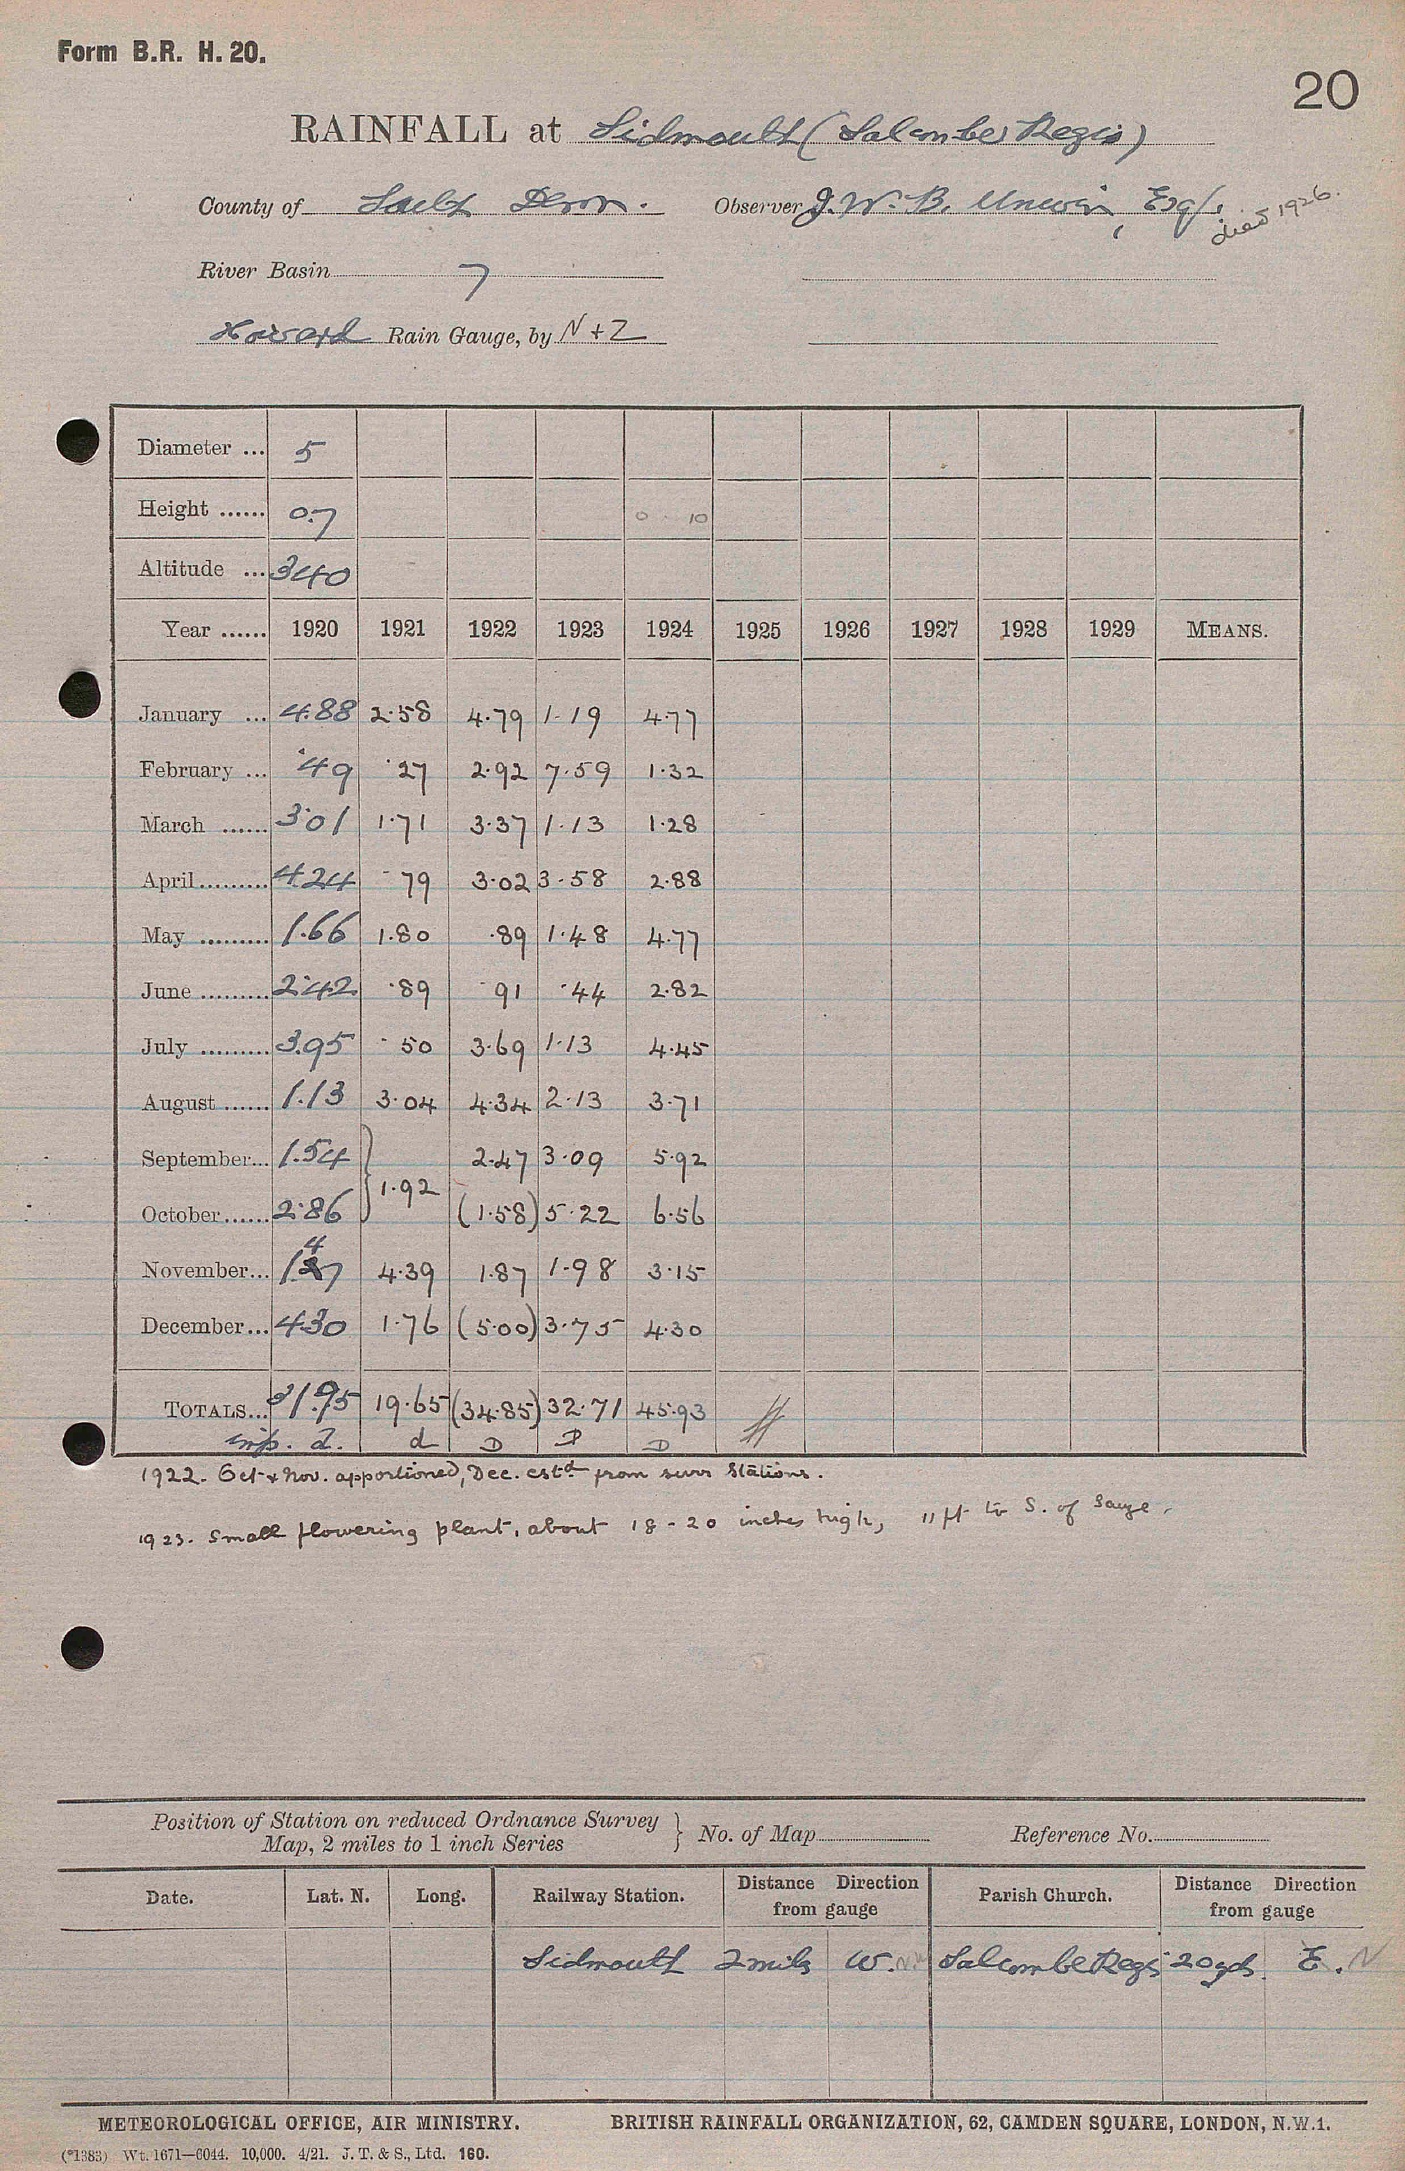 Form B.R. H. 20.
20
RAINFALL at Sidmouth (Salcombe Regis)
County of South Devon. Observer J. W. B. Unwin, Esq.
died 1926.
River Basin 7
Howard Rain Gauge, by N + Z
Diameter ... 5
Height ...... 0.7 0 . 10
Altitude ... 340
Year ...... 1920 1921 1922 1923 1924 1925 1926 1927 1928 1929 MEANS.
January ... 4.88 2.58 4.79 1.19 4.77
February ... .49 .27 2.92 7.59 1.32
March ...... 3.01 1.71 3.37 1.13 1.28
April ......... 4.24 .79 3.02 3.58 2.88
May ......... 1.66 1.80 .89 1.48 4.77
June ......... 2.42 .89 .91 .44 2.82
July ......... 3.95 .50 3.69 1.13 4.45
August ...... 1.13 3.04 4.34 2.13 3.71
September... 1.54 } 2.47 3.09 5.92
1.92
October...... 2.86 (1.58) 5.22 6.56
November... 1.47 4.39 1.87 1.98 3.15
December... 4.30 1.76 (5.00) 3.75 4.30
TOTALS... 31.95 19.65 (34.85) 32.71 45.93
d. d D D D
1922. Oct & Nov. apportioned, Dec. estd from surr Stations.
1923. Small flowering plant, about 18 - 20 inches high, 11 ft to S. of gauge.
Position of Station on reduced Ordnance Survey
Map, 2 miles to 1 inch Series } No. of Map Reference No.
Date. Lat. N. Long. Railway Station. Distance Direction from gauge Parish Church. Distance Direction from gauge
Sidmouth 2 miles W. Salcombe Regis 20 yds. E. N
METEOROLOGICAL OFFICE, AIR MINISTRY. BRITISH RAINFALL ORGANIZATION, 62, CAMDEN SQUARE, LONDON, N.W.1.
(*1383) Wt. 1671—6044. 10,000. 4/21. J. T. & S., Ltd. 160.